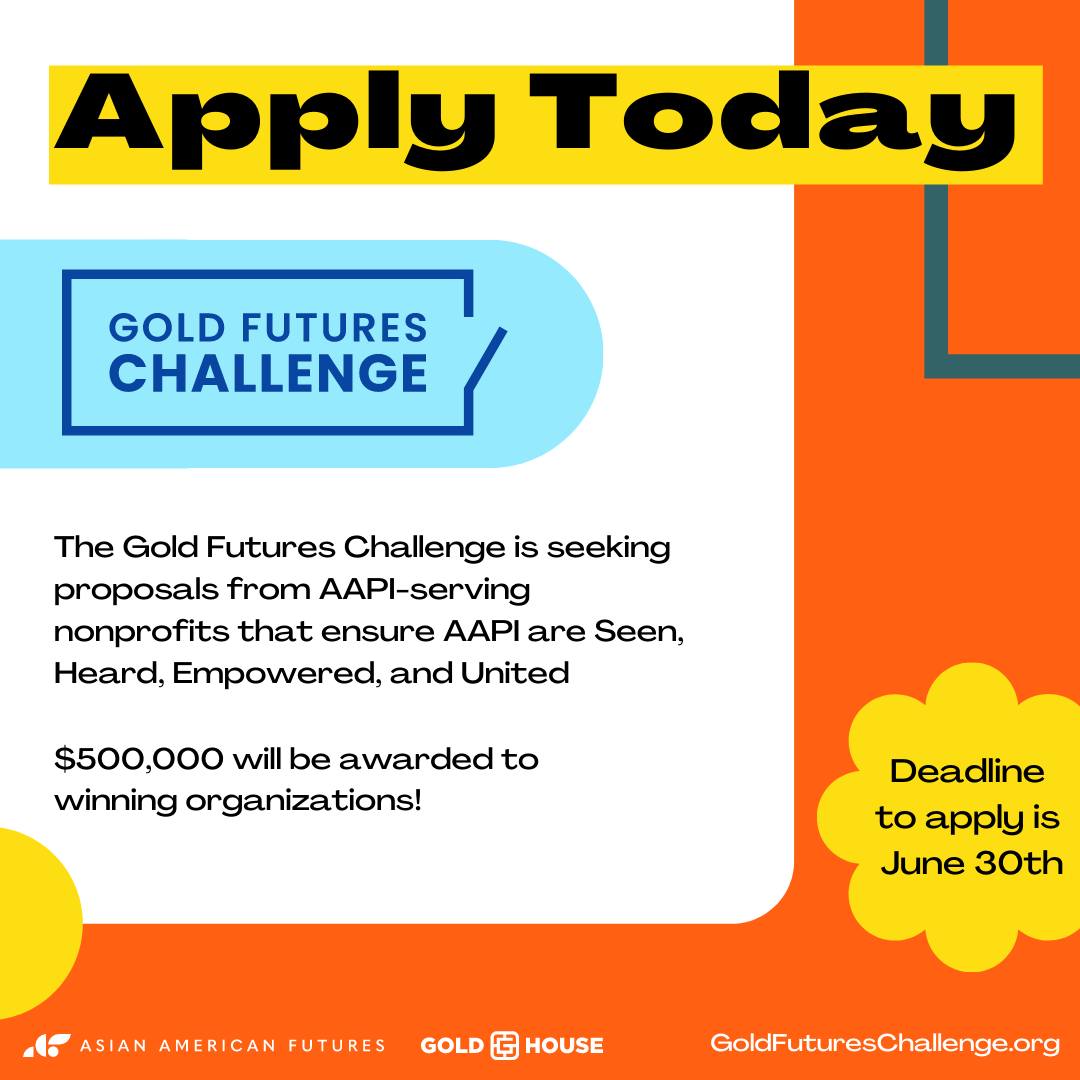 Apply Today
GOLD FUTURES
CHALLENGE
The Gold Futures Challenge is seeking
proposals from AAPI-serving
nonprofits that ensure AAPI are Seen,
Heard, Empowered, and United
$500,000 will be awarded to
winning organizations!
Deadline
to apply is
June 30th
ASIAN AMERICAN FUTURES
GOLD HOUSE
GoldFuturesChallenge.org